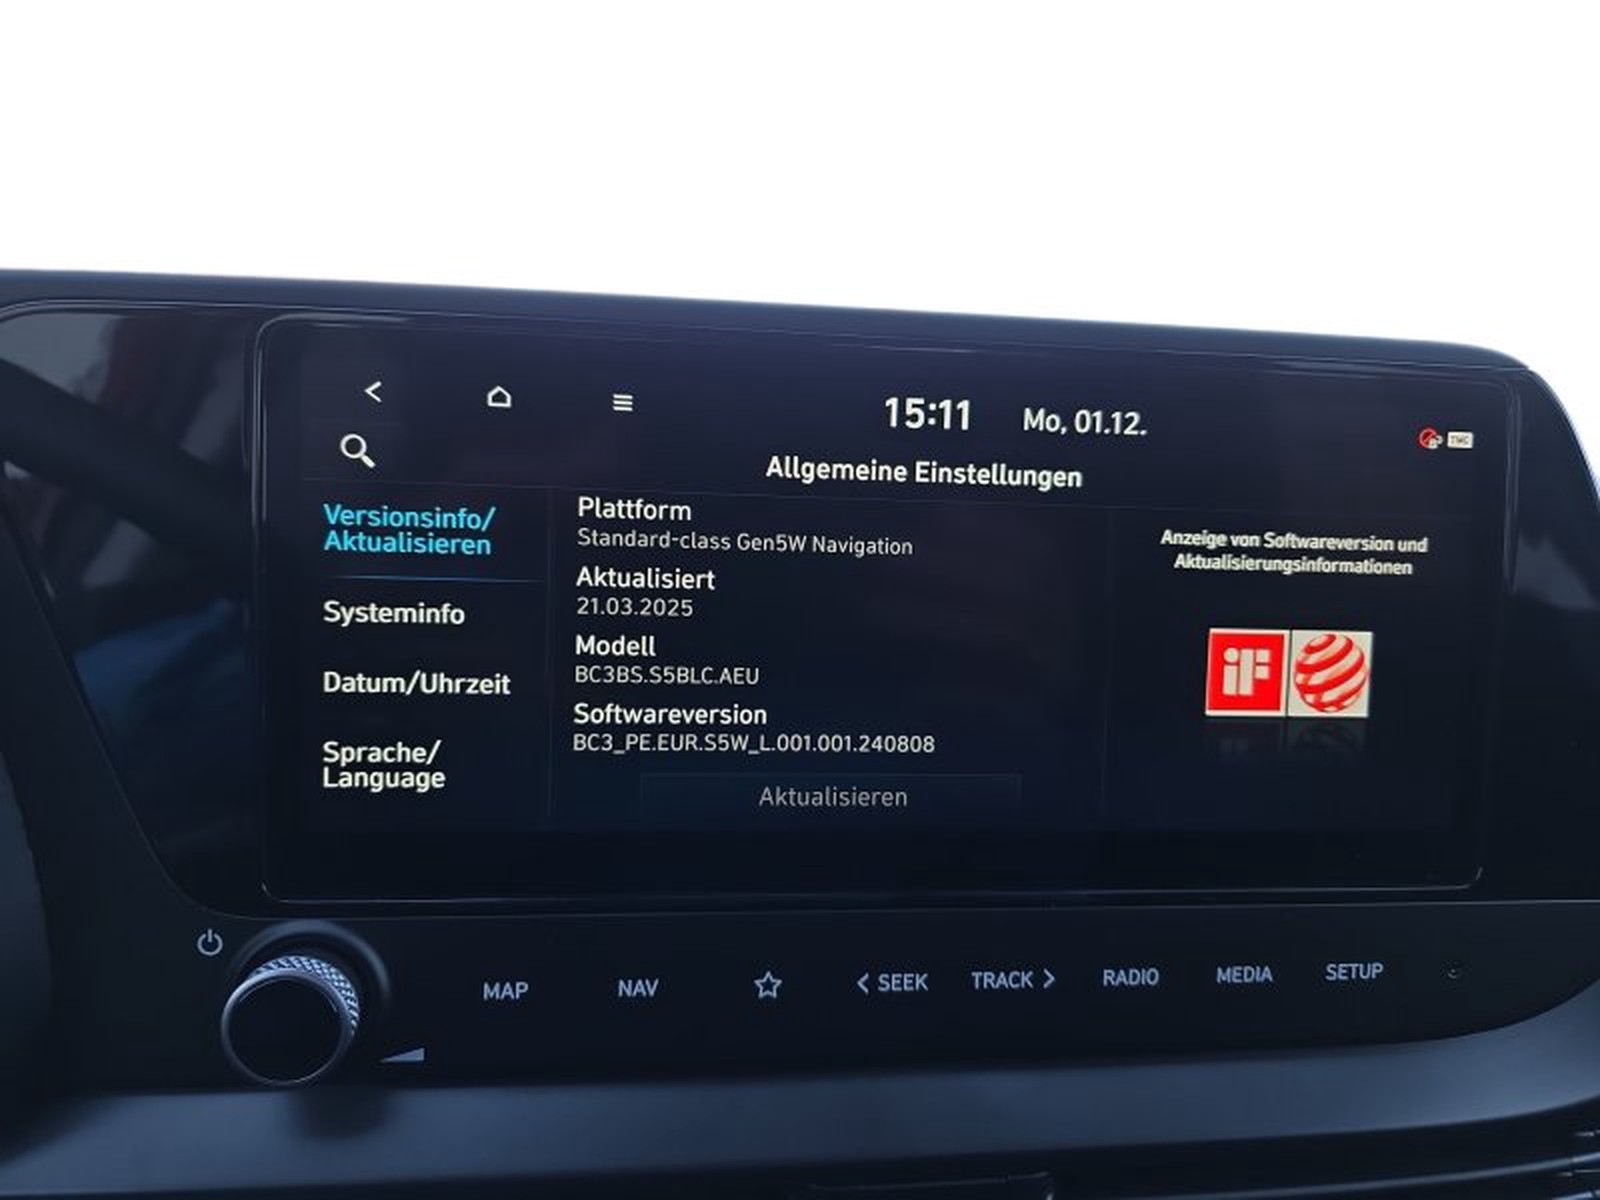 15:11 Mo, 01.12.
TMC
Allgemeine Einstellungen
Versionsinfo/
Aktualisieren
Systeminfo
Datum/Uhrzeit
Sprache/
Language
Plattform
Standard-class Gen5W Navigation
Aktualisiert
21.03.2025
Modell
BC3BS.S5BLC.AEU
Softwareversion
BC3_PE.EUR.S5W_L.001.001.240808
Aktualisieren
Anzeige von Softwareversion und
Aktualisierungsinformationen
iF
MAP NAV < SEEK TRACK > RADIO MEDIA SETUP